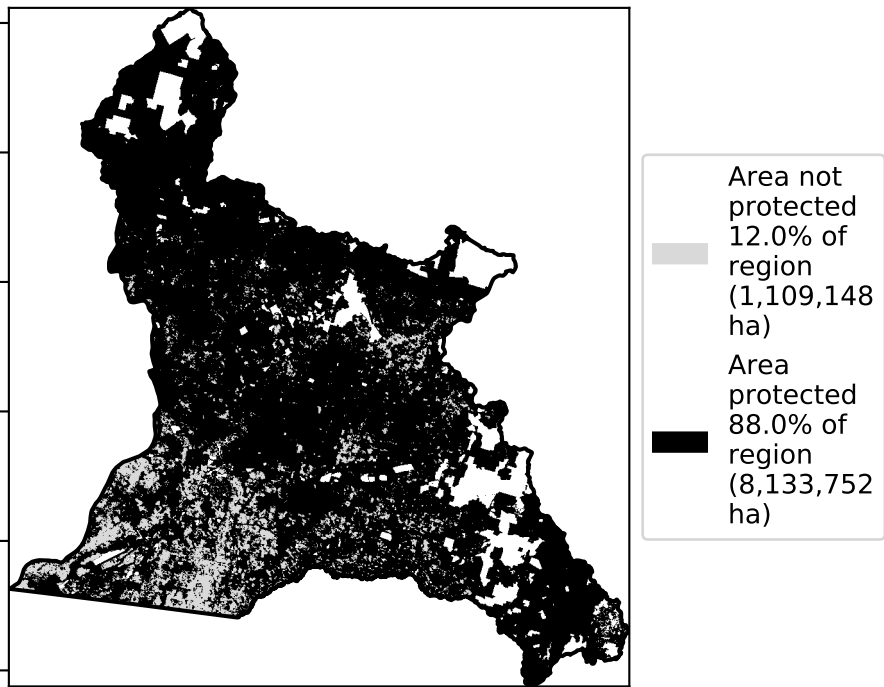 Area not
protected
12.0% of
region
(1,109,148
ha)
Area
protected
88.0% of
region
(8,133,752
ha)